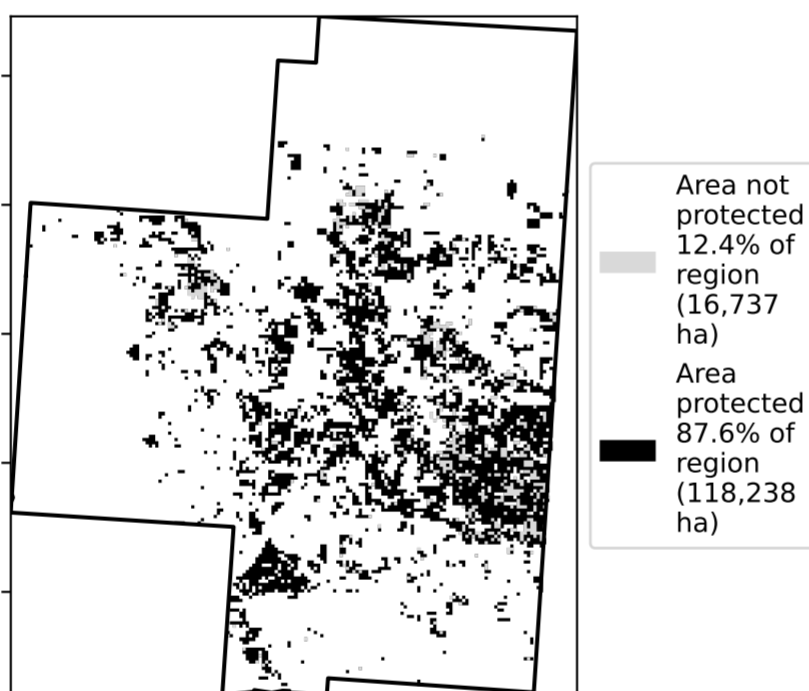 Area not
protected
12.4% of
region
(16,737
ha)
Area
protected
87.6% of
region
(118,238
ha)